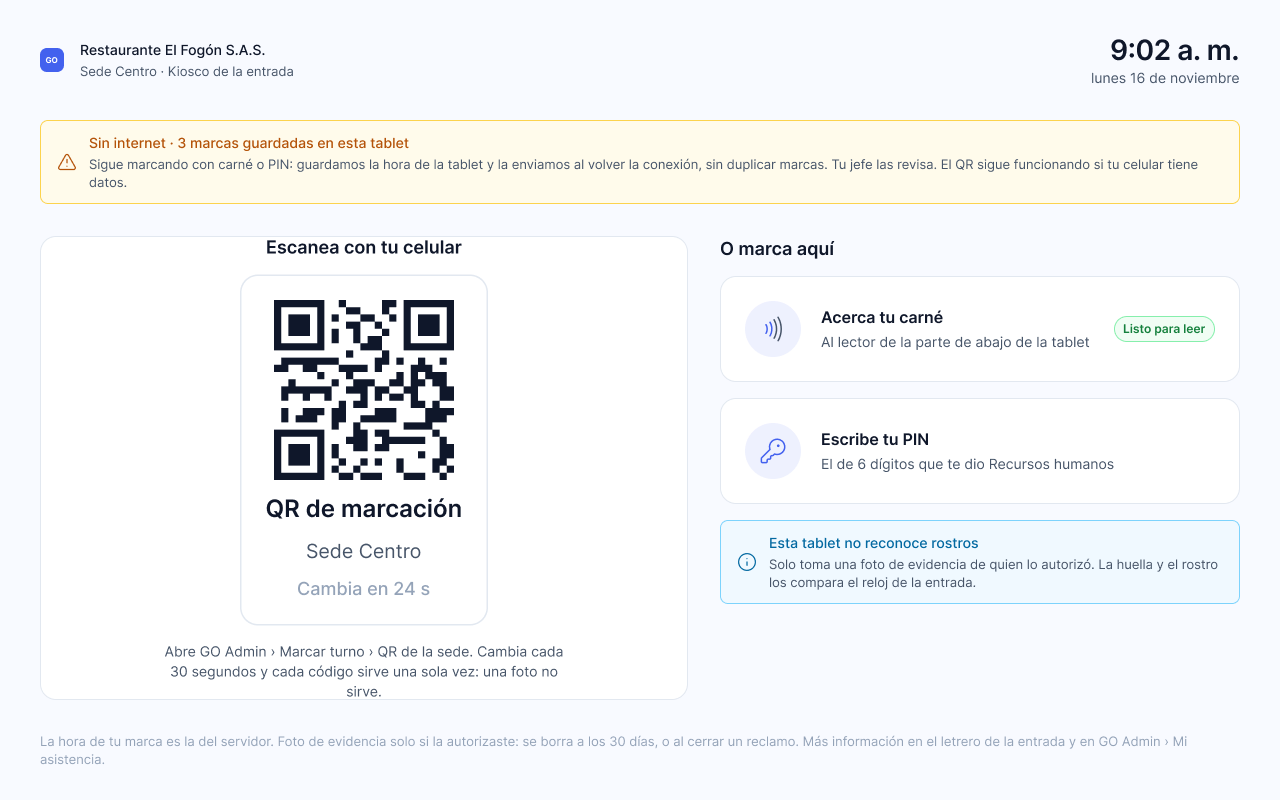 GO
Restaurante El Fogón S.A.S.
Sede Centro · Kiosco de la entrada
9:02 a. m.
lunes 16 de noviembre
Sin internet · 3 marcas guardadas en esta tablet
Sigue marcando con carné o PIN: guardamos la hora de la tablet y la enviamos al volver la conexión, sin duplicar marcas. Tu jefe las revisa. El QR sigue funcionando si tu celular tiene
datos.
Escanea con tu celular
QR de marcación
Sede Centro
Cambia en 24 s
Abre GO Admin › Marcar turno › QR de la sede. Cambia cada
30 segundos y cada código sirve una sola vez: una foto no
sirve.
O marca aquí
Acerca tu carné
Al lector de la parte de abajo de la tablet
Listo para leer
Escribe tu PIN
El de 6 dígitos que te dio Recursos humanos
Esta tablet no reconoce rostros
Solo toma una foto de evidencia de quien lo autorizó. La huella y el rostro
los compara el reloj de la entrada.
La hora de tu marca es la del servidor. Foto de evidencia solo si la autorizaste: se borra a los 30 días, o al cerrar un reclamo. Más información en el letrero de la entrada y en GO Admin › Mi
asistencia.